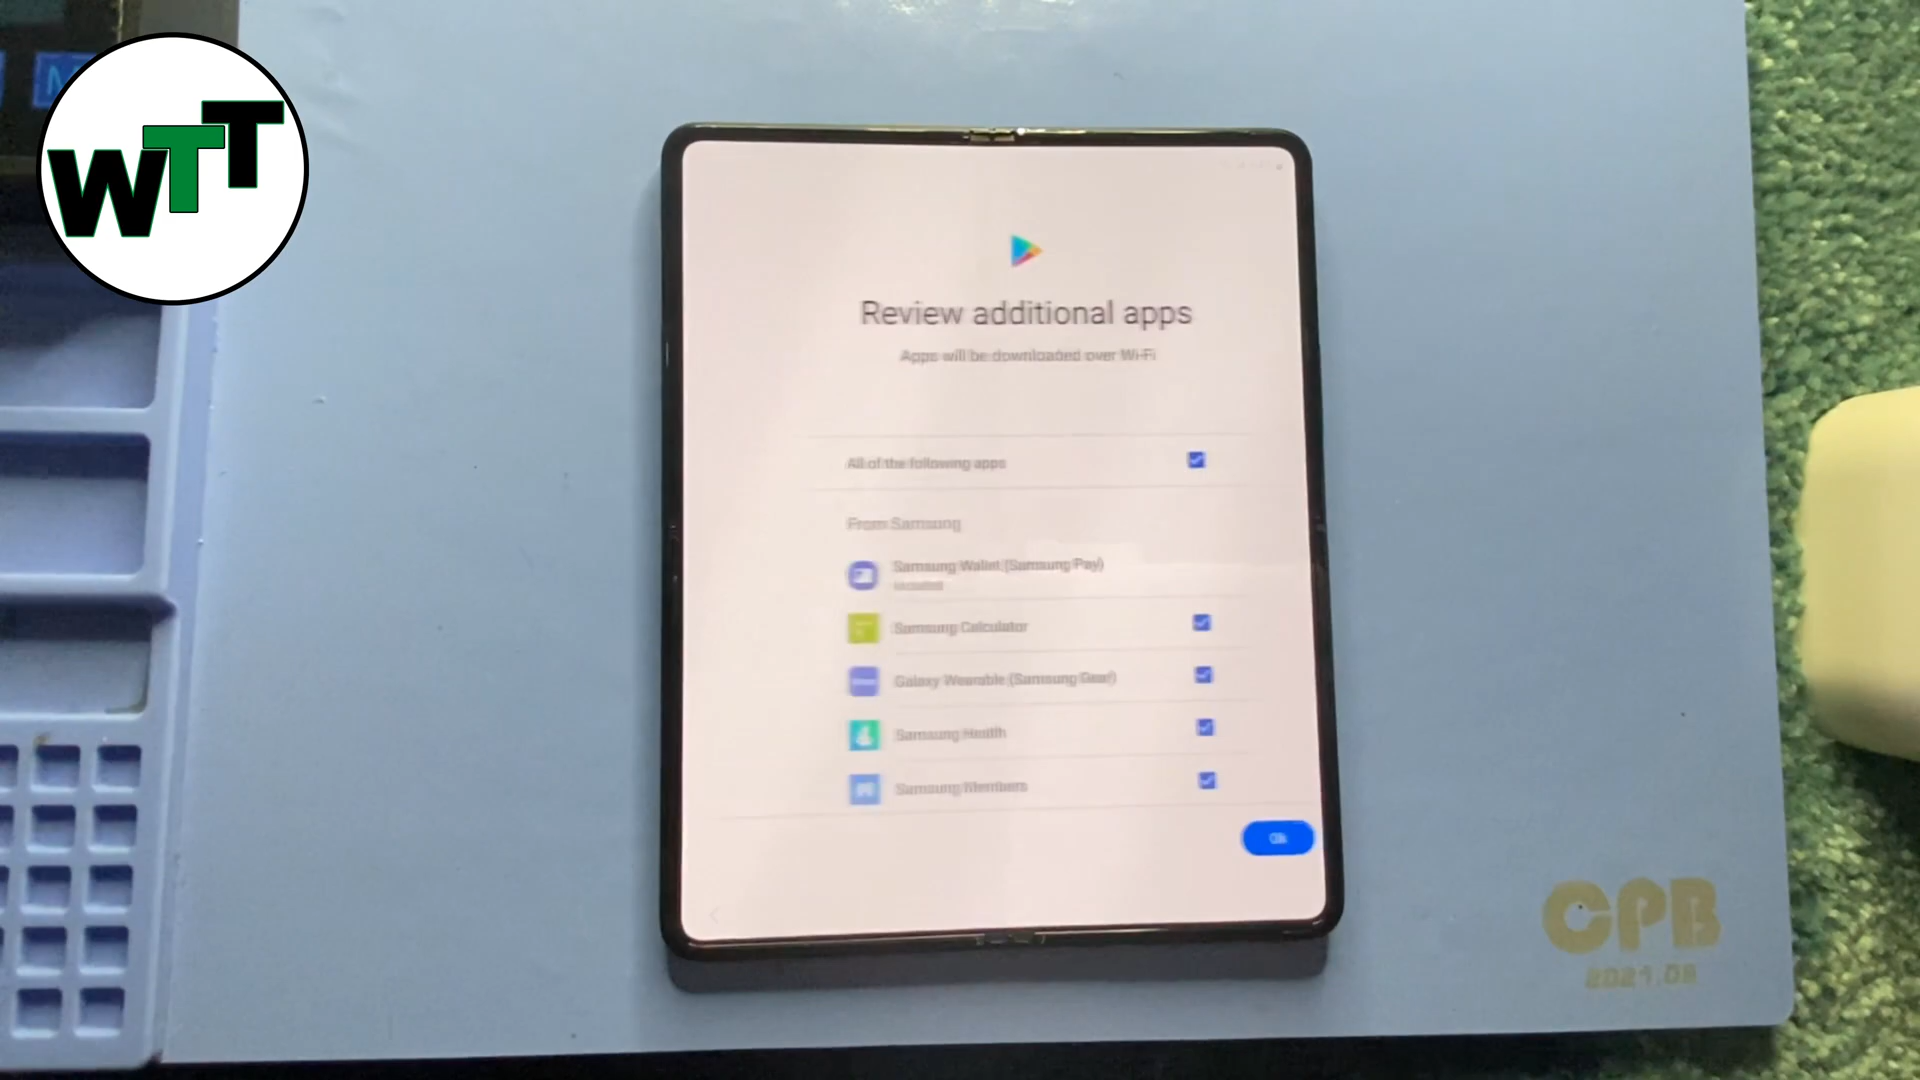 WTT
Review additional apps
Apps will be downloaded over Wi-Fi
All of the following apps
From Samsung
Samsung Wallet (Samsung Pay)
Samsung Calculator
Galaxy Wearable (Samsung Gear)
Samsung Health
Samsung Members
Ok
CPB